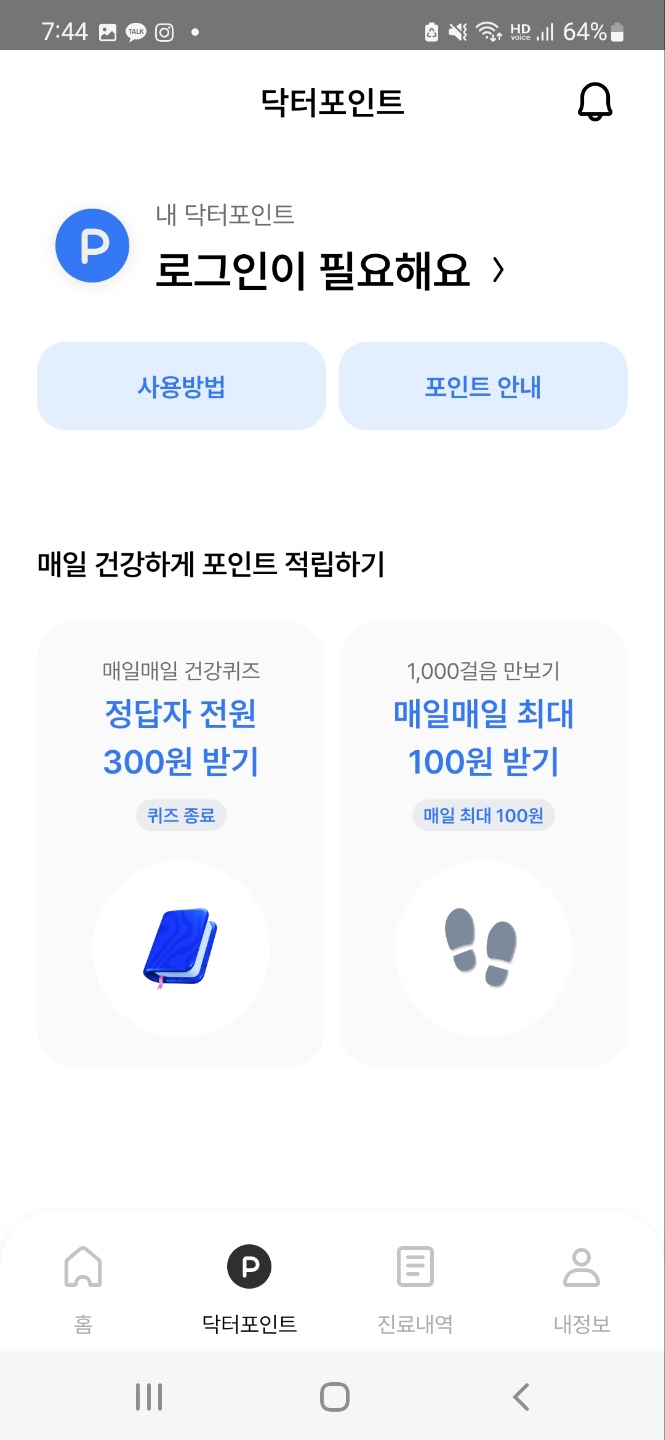 7:44
TALK
HD voice
64%
닥터포인트
P
내 닥터포인트
로그인이 필요해요
사용방법
포인트 안내
매일 건강하게 포인트 적립하기
매일매일 건강퀴즈
정답자 전원
300원 받기
퀴즈 종료
1,000걸음 만보기
매일매일 최대
100원 받기
매일 최대 100원
홈
P
닥터포인트
진료내역
내정보